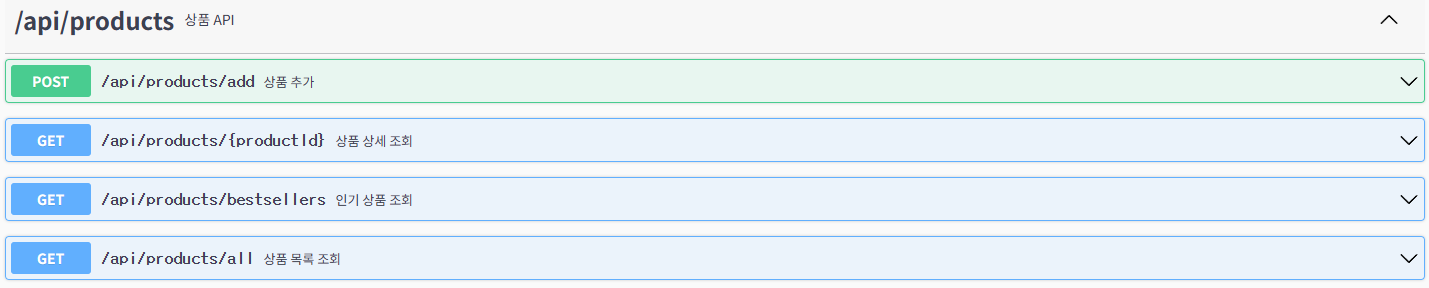 /api/products 상품 API
POST /api/products/add 상품 추가
GET /api/products/{productId} 상품 상세 조회
GET /api/products/bestsellers 인기 상품 조회
GET /api/products/all 상품 목록 조회